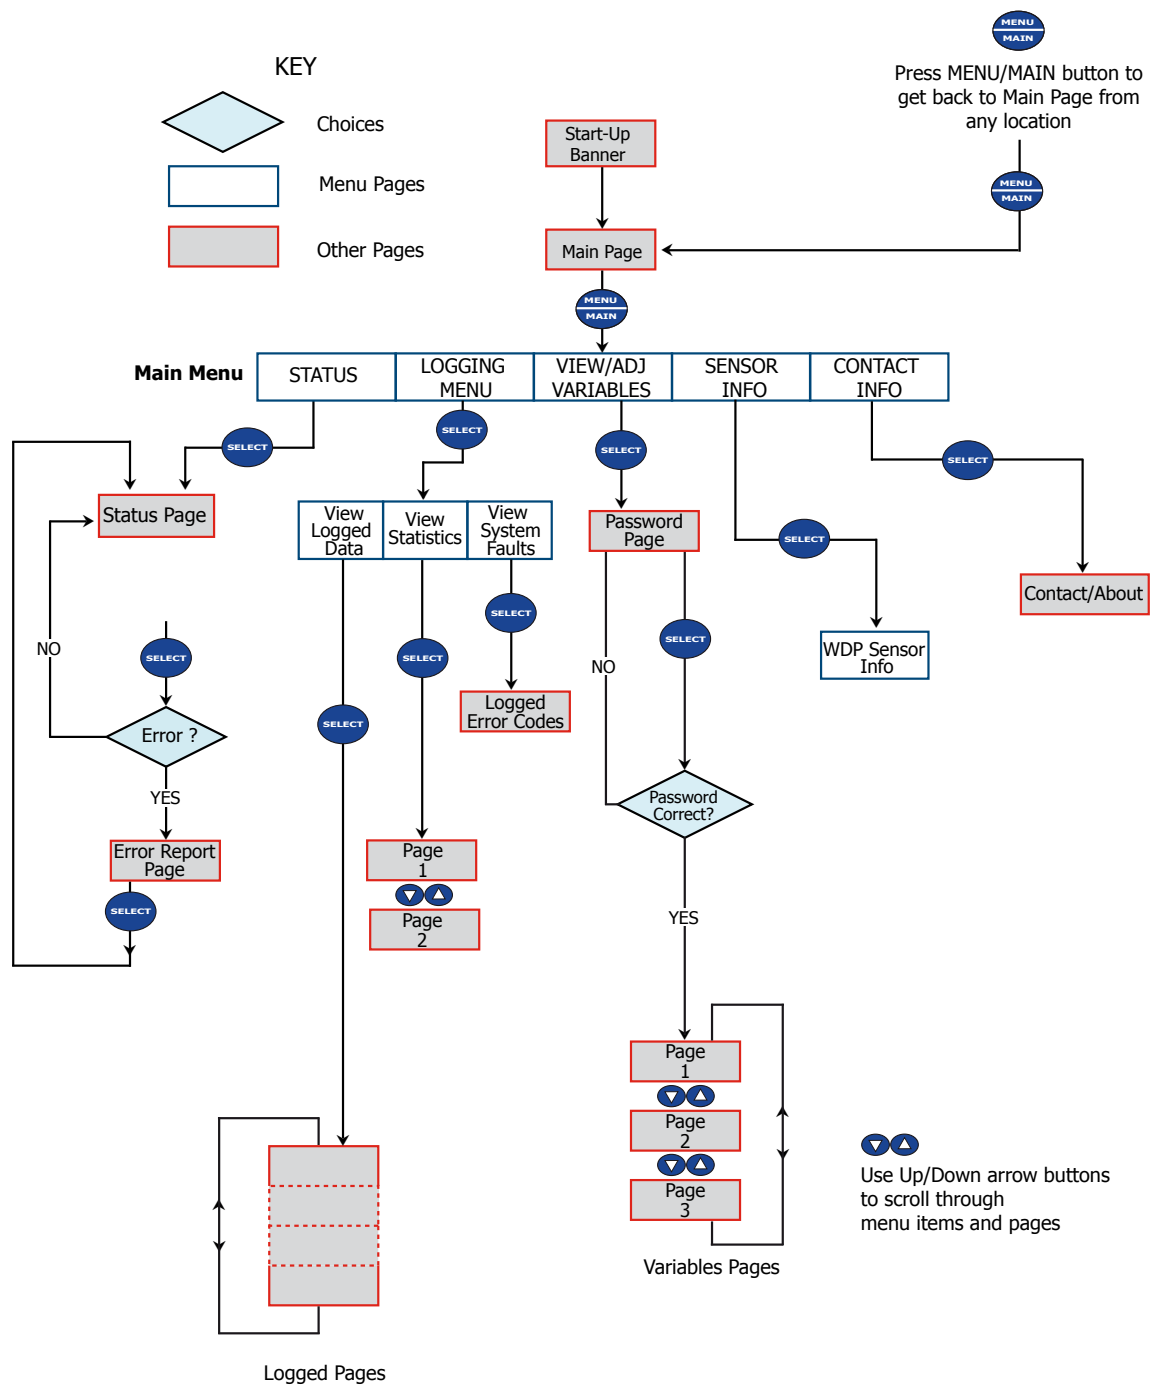 MENU
MAIN
Press MENU/MAIN button to
get back to Main Page from
any location
MENU
MAIN
KEY
Choices
Menu Pages
Other Pages
Start-Up
Banner
Main Page
MENU
MAIN
Main Menu
STATUS
LOGGING
MENU
VIEW/ADJ
VARIABLES
SENSOR
INFO
CONTACT
INFO
SELECT
SELECT
SELECT
SELECT
SELECT
Status Page
View
Logged
Data
View
Statistics
View
System
Faults
Password
Page
Contact/About
WDP Sensor
Info
NO
SELECT
Error ?
YES
Error Report
Page
SELECT
SELECT
SELECT
SELECT
Logged
Error Codes
Page
1
Page
2
NO
SELECT
Password
Correct?
YES
Page
1
Page
2
Page
3
Variables Pages
Use Up/Down arrow buttons
to scroll through
menu items and pages
Logged Pages